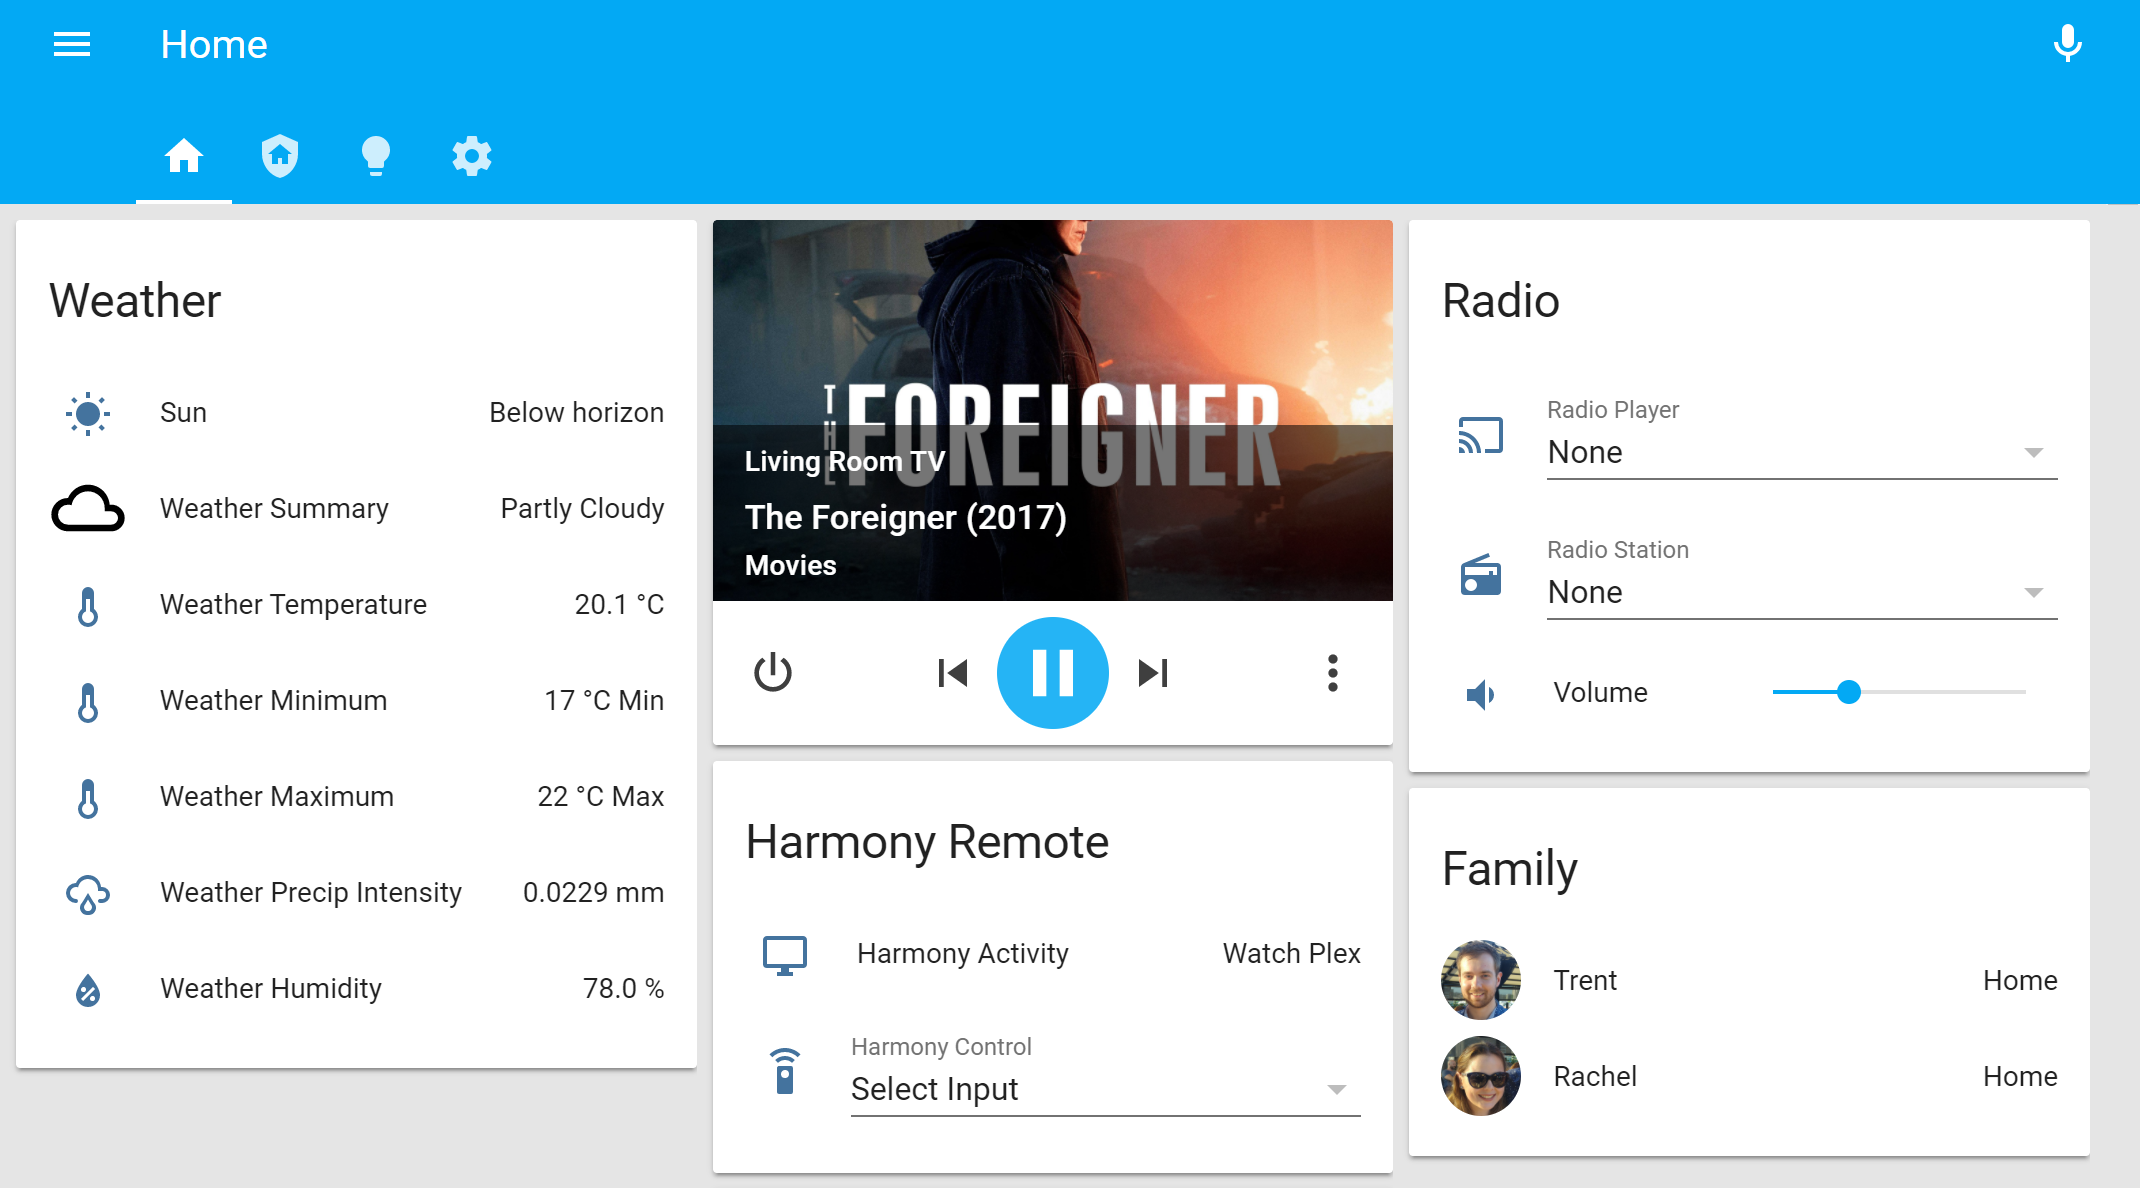 Home
Weather
Sun Below horizon
Weather Summary Partly Cloudy
Weather Temperature 20.1 °C
Weather Minimum 17 °C Min
Weather Maximum 22 °C Max
Weather Precip Intensity 0.0229 mm
Weather Humidity 78.0 %
THE FOREIGNER
Living Room TV
The Foreigner (2017)
Movies
Harmony Remote
Harmony Activity Watch Plex
Harmony Control
Select Input
Radio
Radio Player
None
Radio Station
None
Volume
Family
Trent Home
Rachel Home